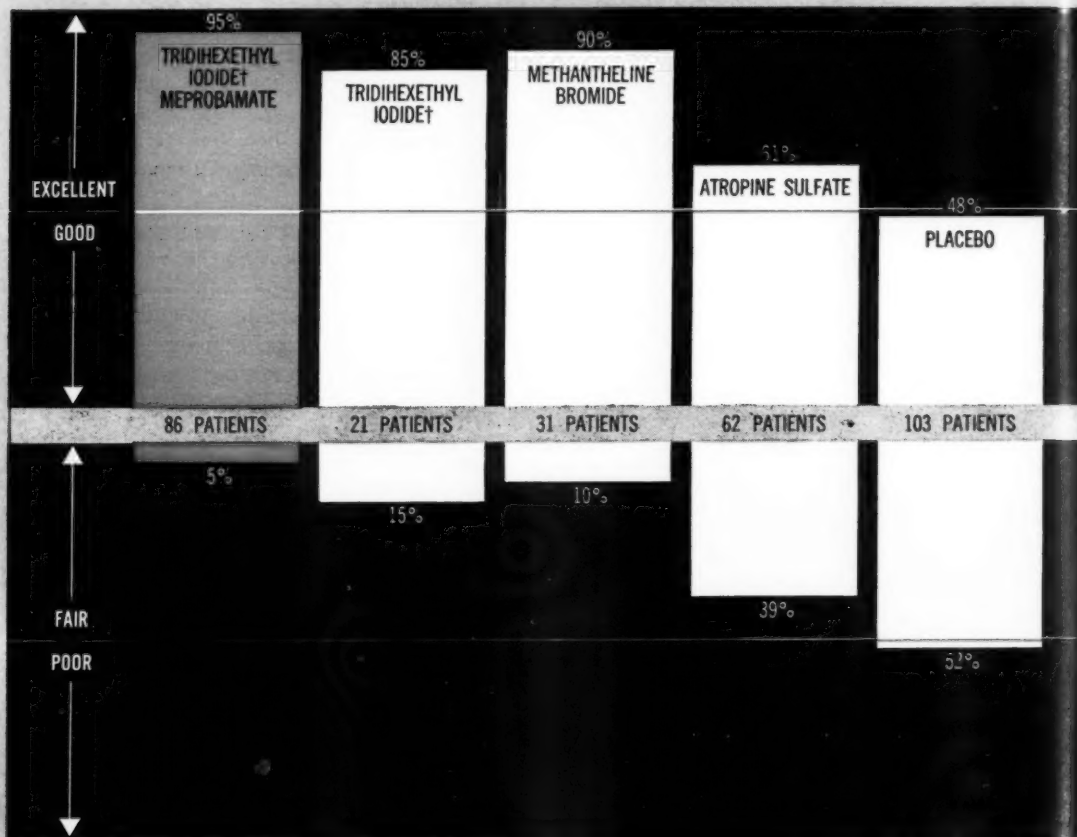 95%
TRIDIHEXETHYL
IODIDE†
MEPROBAMATE
85%
TRIDIHEXETHYL
IODIDE†
90%
METHANTHELINE
BROMIDE
61%
ATROPINE SULFATE
48%
PLACEBO
EXCELLENT
GOOD
86 PATIENTS
21 PATIENTS
31 PATIENTS
62 PATIENTS
103 PATIENTS
5%
15%
10%
39%
52%
FAIR
POOR